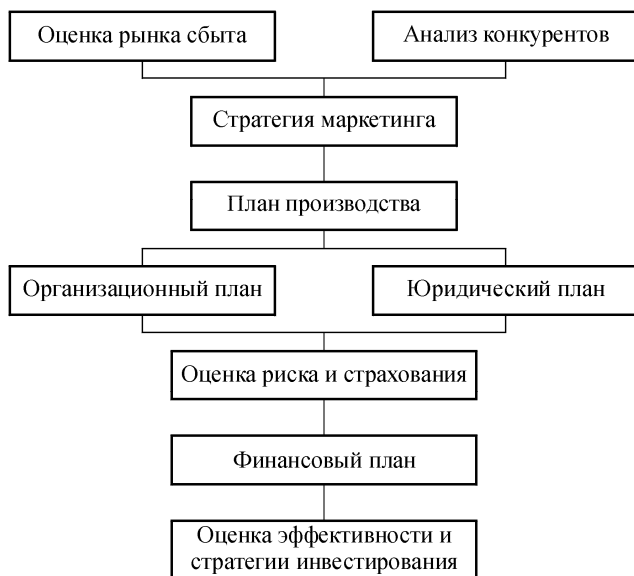 Оценка рынка сбыта
Анализ конкурентов
Стратегия маркетинга
План производства
Организационный план
Юридический план
Оценка риска и страхования
Финансовый план
Оценка эффективности и
стратегии инвестирования